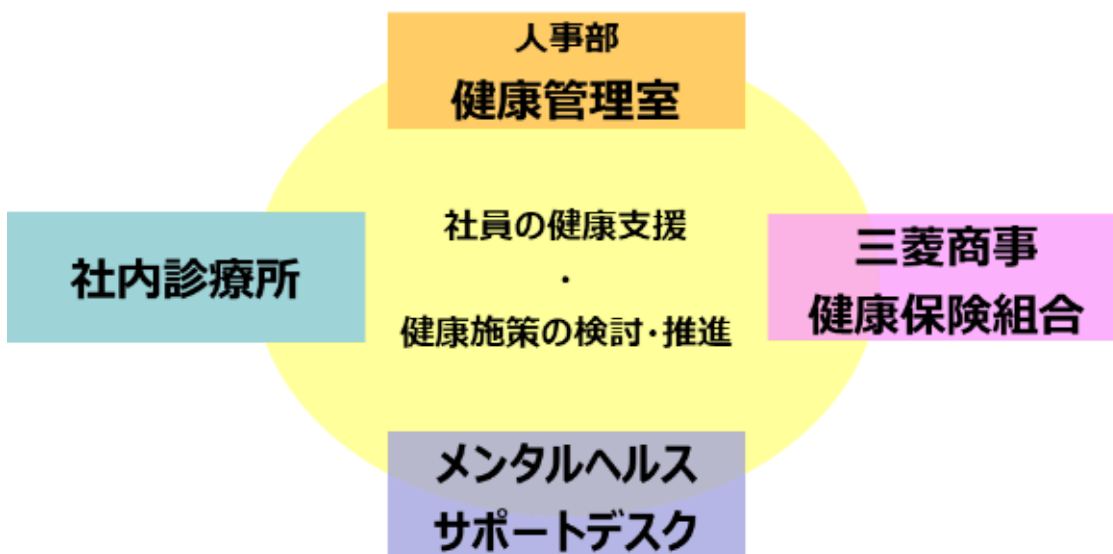 人事部
健康管理室
社員の健康支援
・
健康施策の検討・推進
社内診療所
三菱商事
健康保険組合
メンタルヘルス
サポートデスク